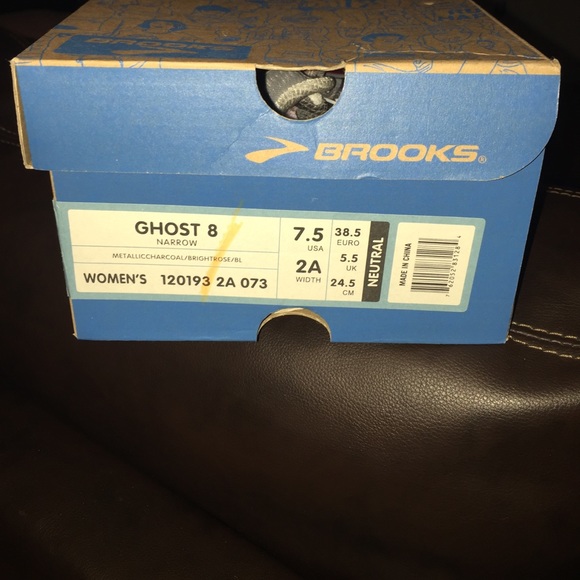 BROOKS®
GHOST 8
NARROW
METALLICCHARCOAL/BRIGHTROSE/BL
WOMEN'S 120193 2A 073
7.5
USA
2A
WIDTH
38.5
EURO
5.5
UK
24.5
CM
NEUTRAL
MADE IN CHINA